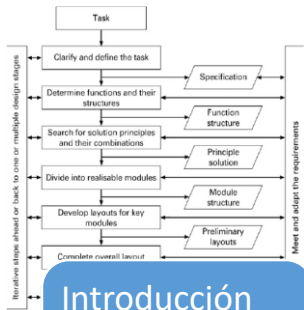 Task
Clarify and define the task
Specification
Determine functions and their
structures
Function
structure
Search for solution principles
and their combinations
Principle
solution
Divide into realisable modules
Module
structure
Develop layouts for key
modules
Preliminary
layouts
Complete overall layout
Iterative steps ahead or back to one or multiple design stages
Meet and adapt the requirements
Introducción